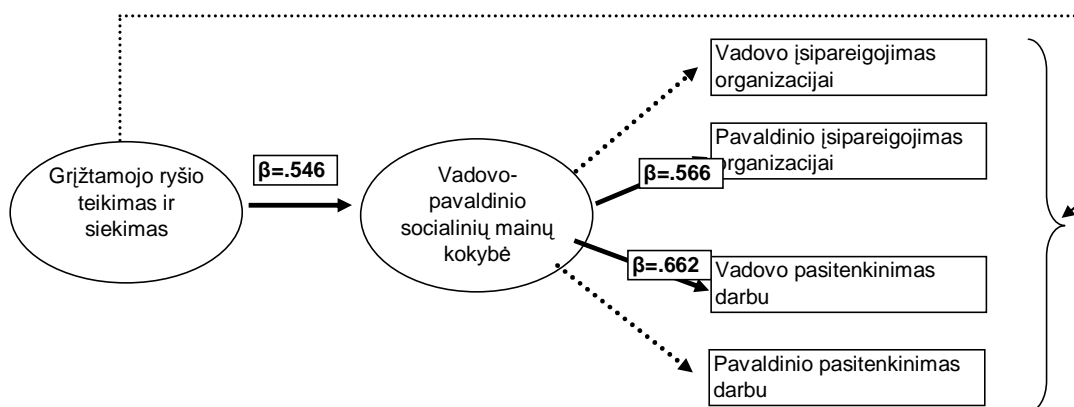 Vadovo įsipareigojimas
organizacijai
Pavaldinio įsipareigojimas
organizacijai
β=.546
β=.566
Grįžtamojo ryšio
teikimas ir
siekimas
Vadovo-
pavaldinio
socialinių mainų
kokybė
β=.662
Vadovo pasitenkinimas
darbu
Pavaldinio pasitenkinimas
darbu